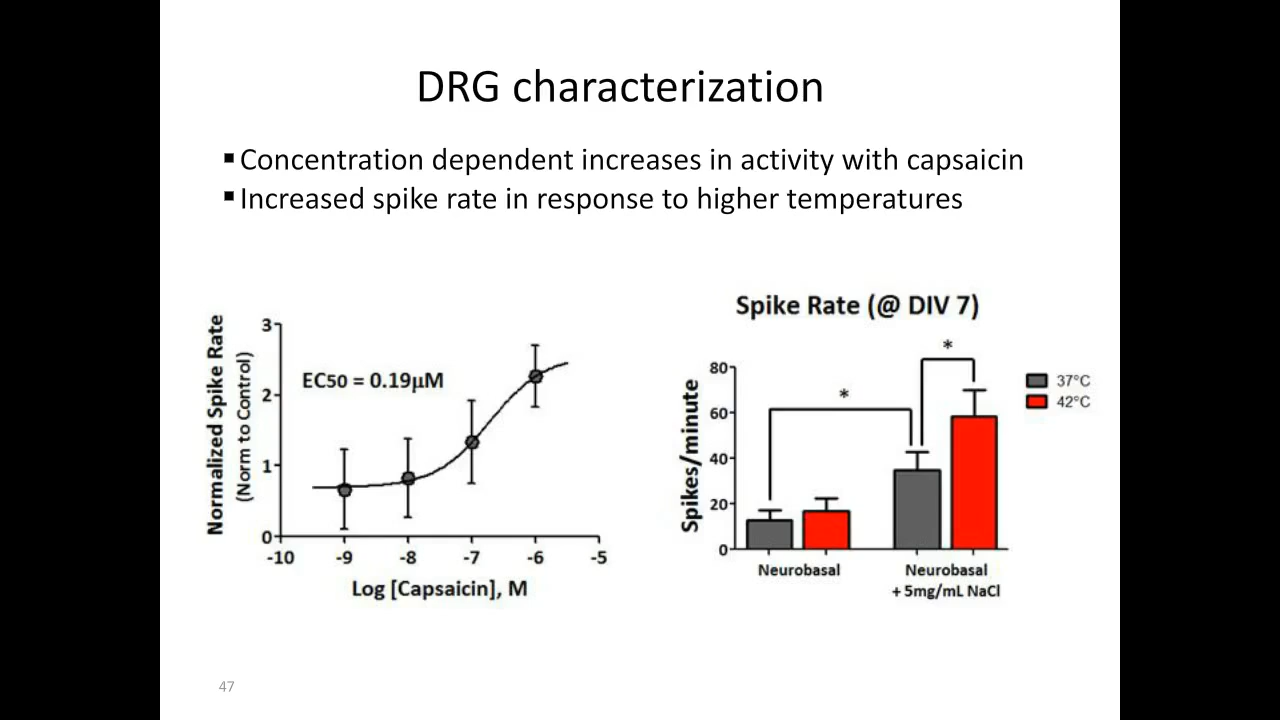 DRG characterization
▪ Concentration dependent increases in activity with capsaicin
▪ Increased spike rate in response to higher temperatures
Normalized Spike Rate
(Norm to Control)
3
2
1
0
EC50 = 0.19µM
-10 -9 -8 -7 -6 -5
Log [Capsaicin], M
Spike Rate (@ DIV 7)
Spikes/minute
80
60
40
20
0
*
*
37°C
42°C
Neurobasal
Neurobasal
+ 5mg/mL NaCl
47